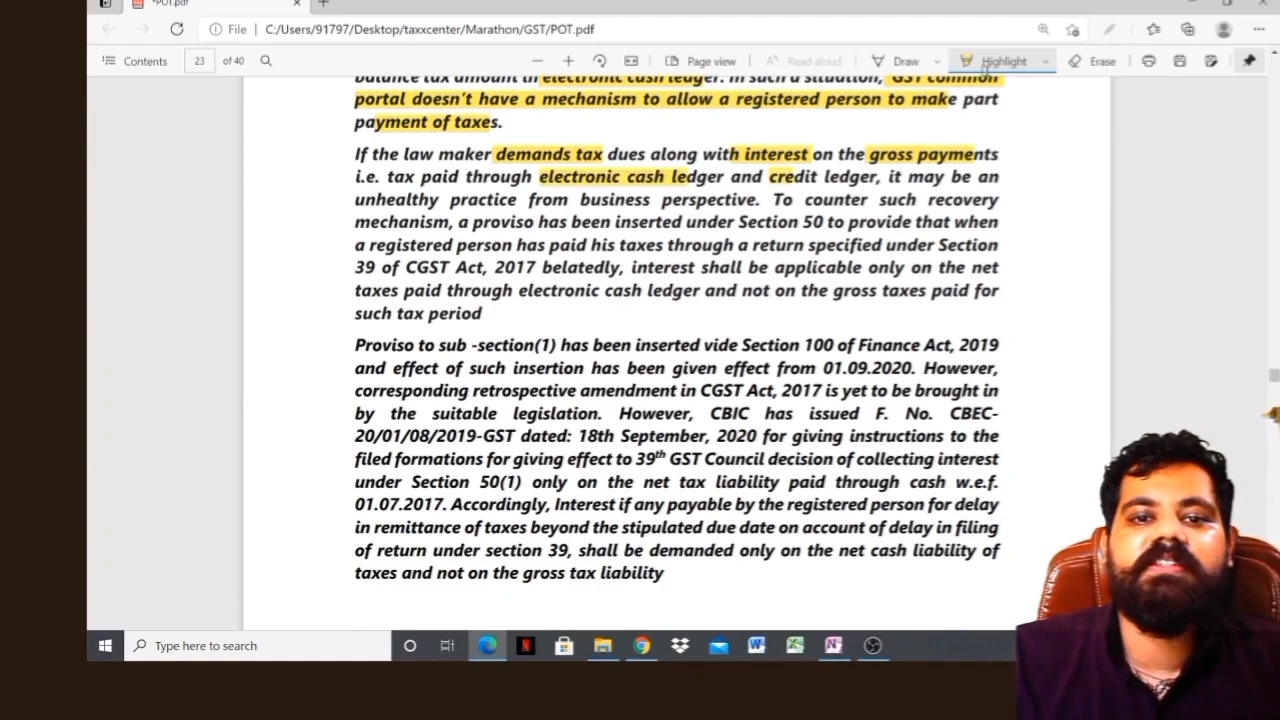 *POT.pdf
File C:/Users/91797/Desktop/taxxcenter/Marathon/GST/POT.pdf
Contents 23 of 40 Page view Read aloud Draw Highlight Erase
balance tax amount in electronic cash ledger. In such a situation, GST common
portal doesn't have a mechanism to allow a registered person to make part
payment of taxes.
If the law maker demands tax dues along with interest on the gross payments
i.e. tax paid through electronic cash ledger and credit ledger, it may be an
unhealthy practice from business perspective. To counter such recovery
mechanism, a proviso has been inserted under Section 50 to provide that when
a registered person has paid his taxes through a return specified under Section
39 of CGST Act, 2017 belatedly, interest shall be applicable only on the net
taxes paid through electronic cash ledger and not on the gross taxes paid for
such tax period
Proviso to sub -section(1) has been inserted vide Section 100 of Finance Act, 2019
and effect of such insertion has been given effect from 01.09.2020. However,
corresponding retrospective amendment in CGST Act, 2017 is yet to be brought in
by the suitable legislation. However, CBIC has issued F. No. CBEC-
20/01/08/2019-GST dated: 18th September, 2020 for giving instructions to the
filed formations for giving effect to 39th GST Council decision of collecting interest
under Section 50(1) only on the net tax liability paid through cash w.e.f.
01.07.2017. Accordingly, Interest if any payable by the registered person for delay
in remittance of taxes beyond the stipulated due date on account of delay in filing
of return under section 39, shall be demanded only on the net cash liability of
taxes and not on the gross tax liability
Type here to search